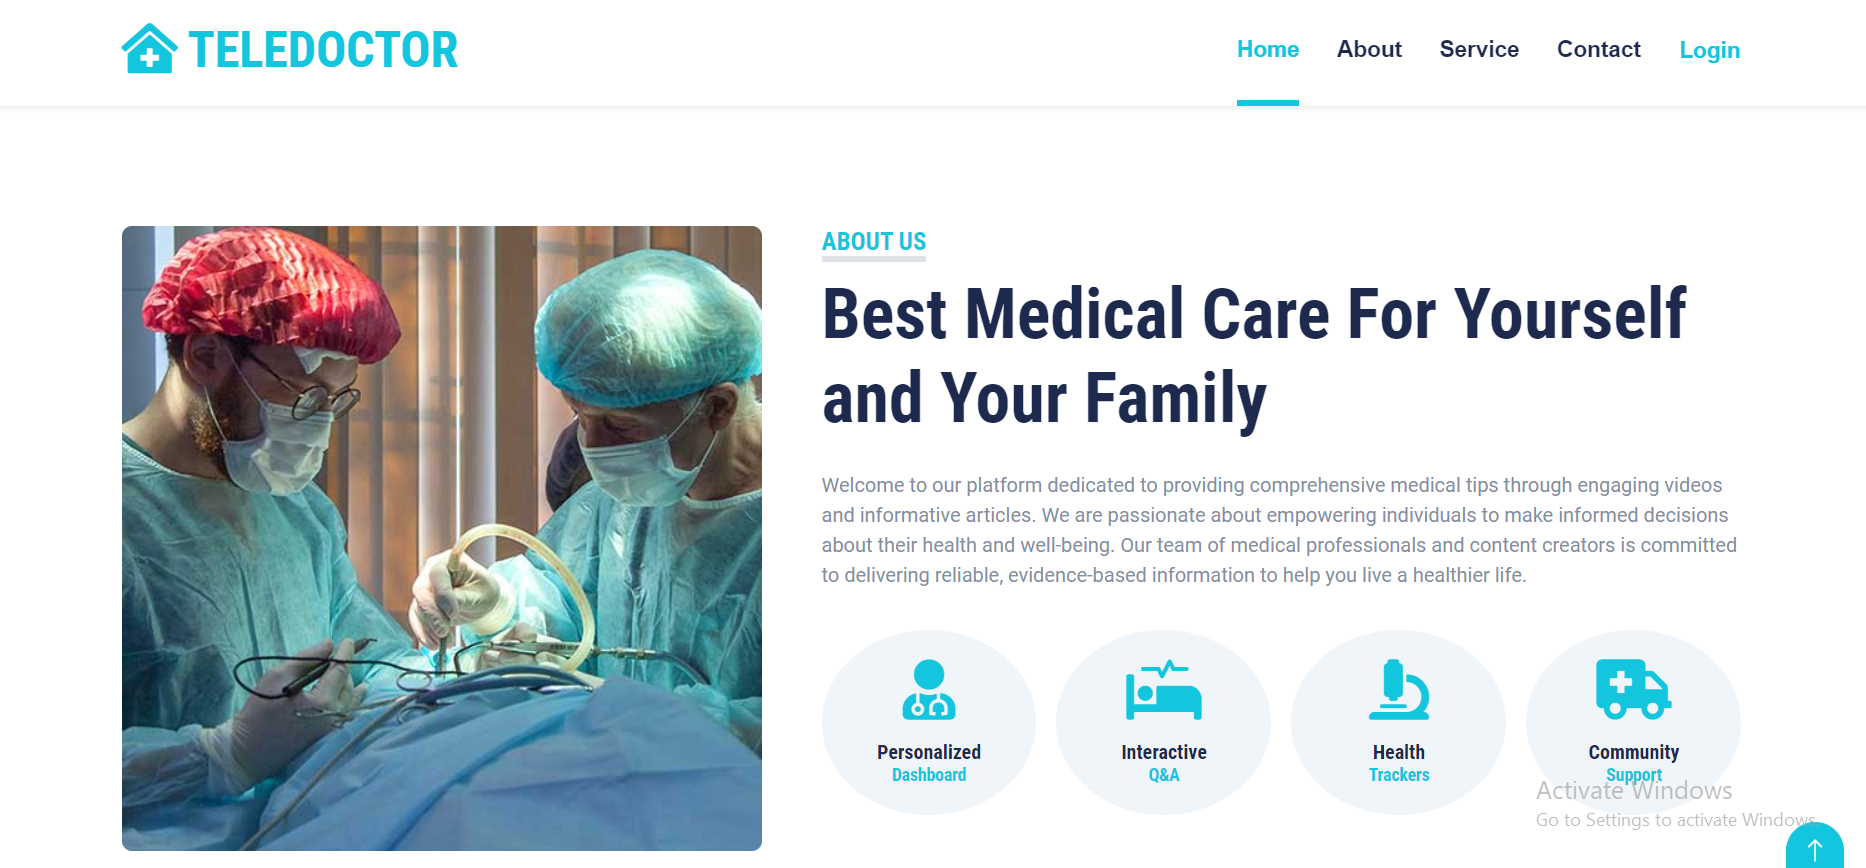 TELEDOCTOR
Home About Service Contact Login
ABOUT US
Best Medical Care For Yourself
and Your Family
Welcome to our platform dedicated to providing comprehensive medical tips through engaging videos
and informative articles. We are passionate about empowering individuals to make informed decisions
about their health and well-being. Our team of medical professionals and content creators is committed
to delivering reliable, evidence-based information to help you live a healthier life.
Personalized
Dashboard
Interactive
Q&A
Health
Trackers
Community
Support
Activate Windows
Go to Settings to activate Windows.